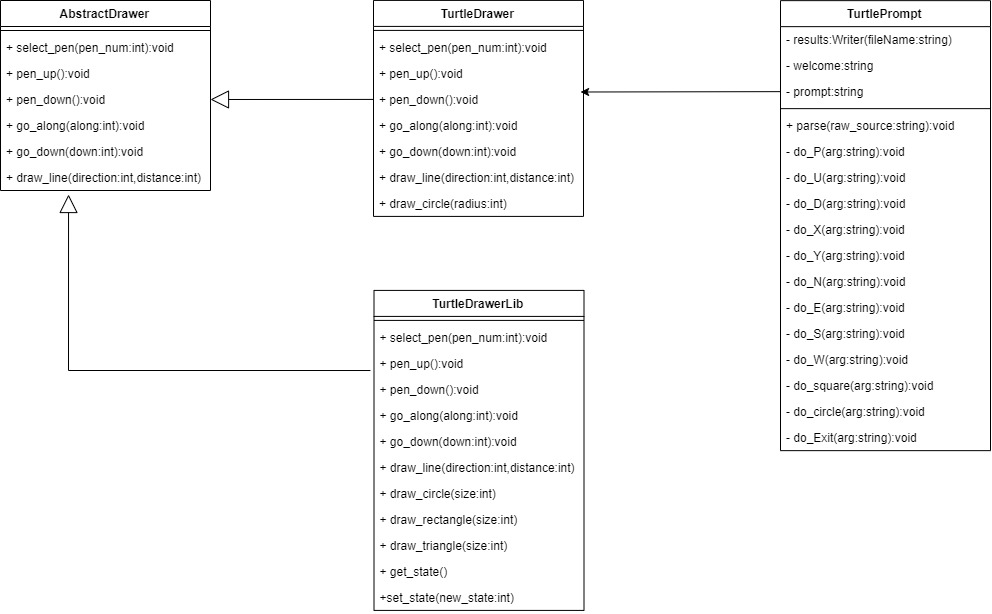 AbstractDrawer
+ select_pen(pen_num:int):void
+ pen_up():void
+ pen_down():void
+ go_along(along:int):void
+ go_down(down:int):void
+ draw_line(direction:int,distance:int)
TurtleDrawer
+ select_pen(pen_num:int):void
+ pen_up():void
+ pen_down():void
+ go_along(along:int):void
+ go_down(down:int):void
+ draw_line(direction:int,distance:int)
+ draw_circle(radius:int)
TurtlePrompt
- results:Writer(fileName:string)
- welcome:string
- prompt:string
+ parse(raw_source:string):void
- do_P(arg:string):void
- do_U(arg:string):void
- do_D(arg:string):void
- do_X(arg:string):void
- do_Y(arg:string):void
- do_N(arg:string):void
- do_E(arg:string):void
- do_S(arg:string):void
- do_W(arg:string):void
- do_square(arg:string):void
- do_circle(arg:string):void
- do_Exit(arg:string):void
TurtleDrawerLib
+ select_pen(pen_num:int):void
+ pen_up():void
+ pen_down():void
+ go_along(along:int):void
+ go_down(down:int):void
+ draw_line(direction:int,distance:int)
+ draw_circle(size:int)
+ draw_rectangle(size:int)
+ draw_triangle(size:int)
+ get_state()
+set_state(new_state:int)